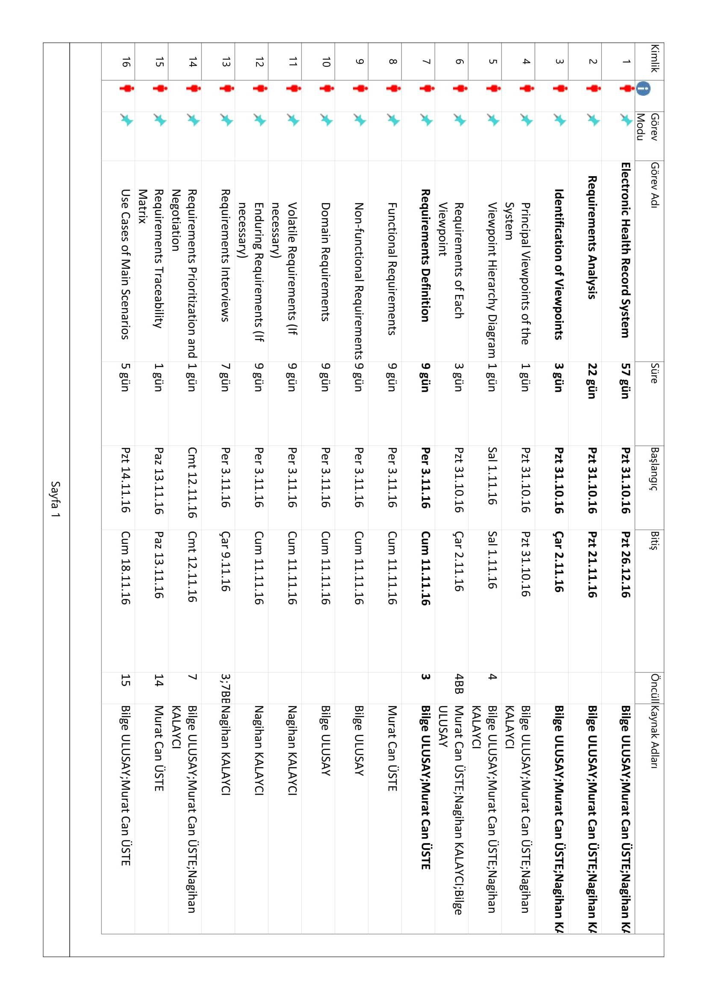 Kimlik Görev Modu Görev Adı Süre Başlangıç Bitiş Öncüll Kaynak Adları
1 Electronic Health Record System 57 gün Pzt 31.10.16 Pzt 26.12.16 Bilge ULUSAY;Murat Can ÜSTE;Nagihan KA
2 Requirements Analysis 22 gün Pzt 31.10.16 Pzt 21.11.16 Bilge ULUSAY;Murat Can ÜSTE;Nagihan KA
3 Identification of Viewpoints 3 gün Pzt 31.10.16 Çar 2.11.16 Bilge ULUSAY;Murat Can ÜSTE;Nagihan KA
4 Principal Viewpoints of the 1 gün Pzt 31.10.16 Pzt 31.10.16 Bilge ULUSAY;Murat Can ÜSTE;Nagihan
System KALAYCI
5 Viewpoint Hierarchy Diagram 1 gün Sal 1.11.16 Sal 1.11.16 4 Bilge ULUSAY;Murat Can ÜSTE;Nagihan
KALAYCI
6 Requirements of Each 3 gün Pzt 31.10.16 Çar 2.11.16 4BB Murat Can ÜSTE;Nagihan KALAYCI;Bilge
Viewpoint ULUSAY
7 Requirements Definition 9 gün Per 3.11.16 Cum 11.11.16 3 Bilge ULUSAY;Murat Can ÜSTE
8 Functional Requirements 9 gün Per 3.11.16 Cum 11.11.16 Murat Can ÜSTE
9 Non-functional Requirements 9 gün Per 3.11.16 Cum 11.11.16 Bilge ULUSAY
10 Domain Requirements 9 gün Per 3.11.16 Cum 11.11.16 Bilge ULUSAY
11 Volatile Requirements (If 9 gün Per 3.11.16 Cum 11.11.16 Nagihan KALAYCI
necessary)
12 Enduring Requirements (If 9 gün Per 3.11.16 Cum 11.11.16 Nagihan KALAYCI
necessary)
13 Requirements Interviews 7 gün Per 3.11.16 Çar 9.11.16 3;7BB Nagihan KALAYCI
14 Requirements Prioritization and 1 gün Cmt 12.11.16 Cmt 12.11.16 7 Bilge ULUSAY;Murat Can ÜSTE;Nagihan
Negotiation KALAYCI
15 Requirements Traceability 1 gün Paz 13.11.16 Paz 13.11.16 14 Murat Can ÜSTE
Matrix
16 Use Cases of Main Scenarios 5 gün Pzt 14.11.16 Cum 18.11.16 15 Bilge ULUSAY;Murat Can ÜSTE
Sayfa 1